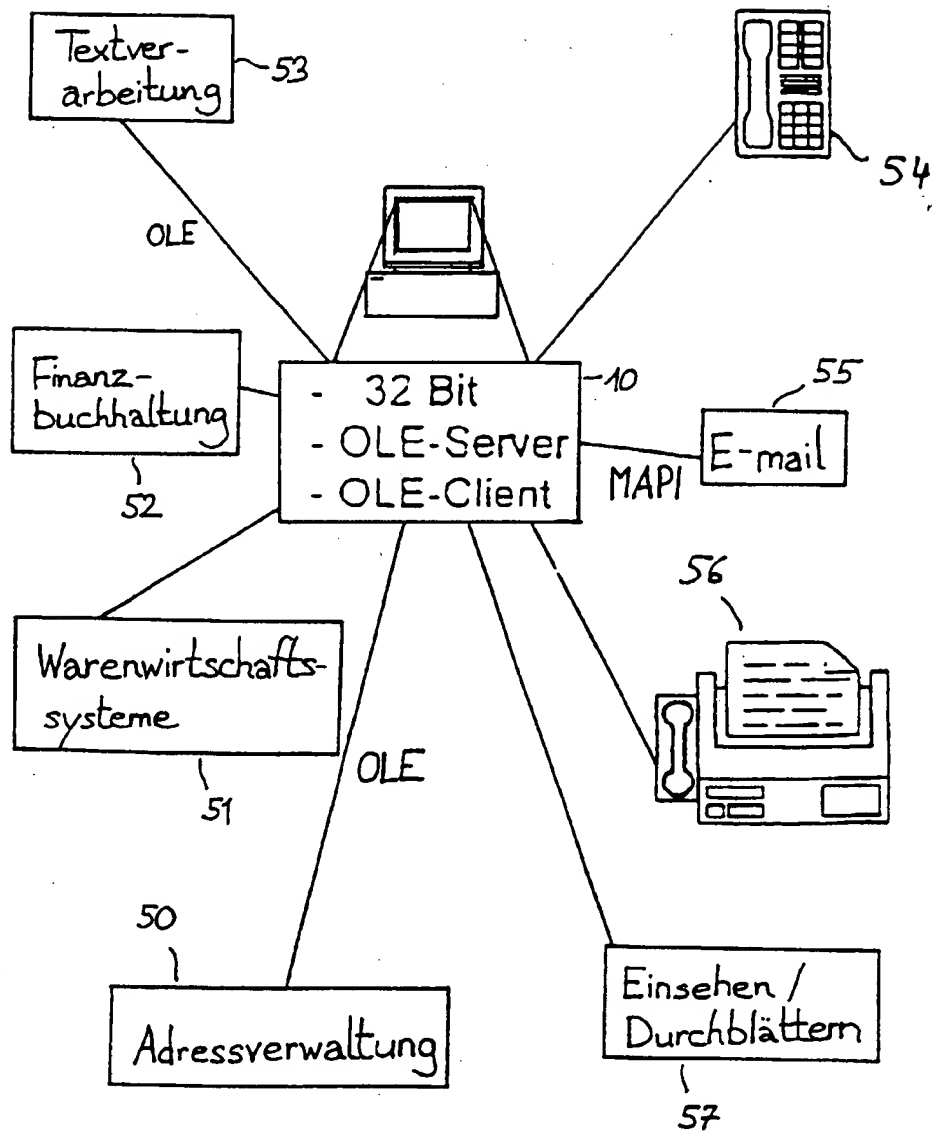 Textver-
arbeitung
53
54
OLE
Finanz-
buchhaltung
52
- 32 Bit
- OLE-Server
- OLE-Client
10
55
E-mail
MAPI
56
Warenwirtschafts-
systeme
51
OLE
50
Adressverwaltung
Einsehen /
Durchblättern
57